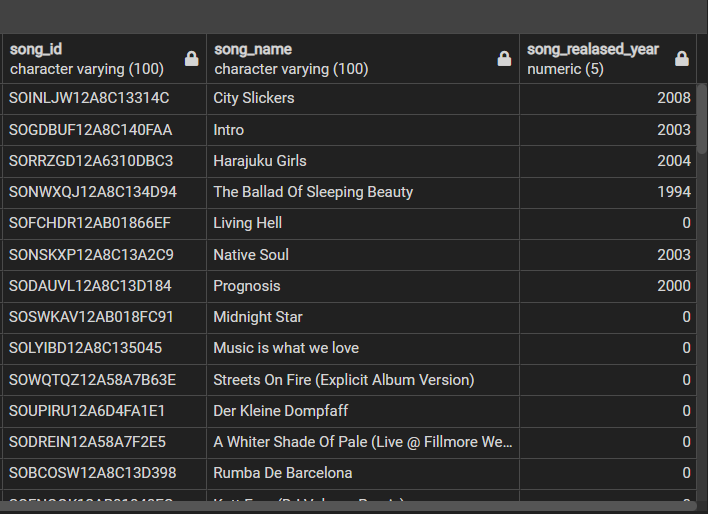 song_id song_name song_realased_year
character varying (100) character varying (100) numeric (5)
SOINLJW12A8C13314C City Slickers 2008
SOGDBUF12A8C140FAA Intro 2003
SORRZGD12A6310DBC3 Harajuku Girls 2004
SONWXQJ12A8C134D94 The Ballad Of Sleeping Beauty 1994
SOFCHDR12AB01866EF Living Hell 0
SONSKXP12A8C13A2C9 Native Soul 2003
SODAUVL12A8C13D184 Prognosis 2000
SOSWKAV12AB018FC91 Midnight Star 0
SOLYIBD12A8C135045 Music is what we love 0
SOWQTQZ12A58A7B63E Streets On Fire (Explicit Album Version) 0
SOUPIRU12A6D4FA1E1 Der Kleine Dompfaff 0
SODREIN12A58A7F2E5 A Whiter Shade Of Pale (Live @ Fillmore We... 0
SOBCOSW12A8C13D398 Rumba De Barcelona 0